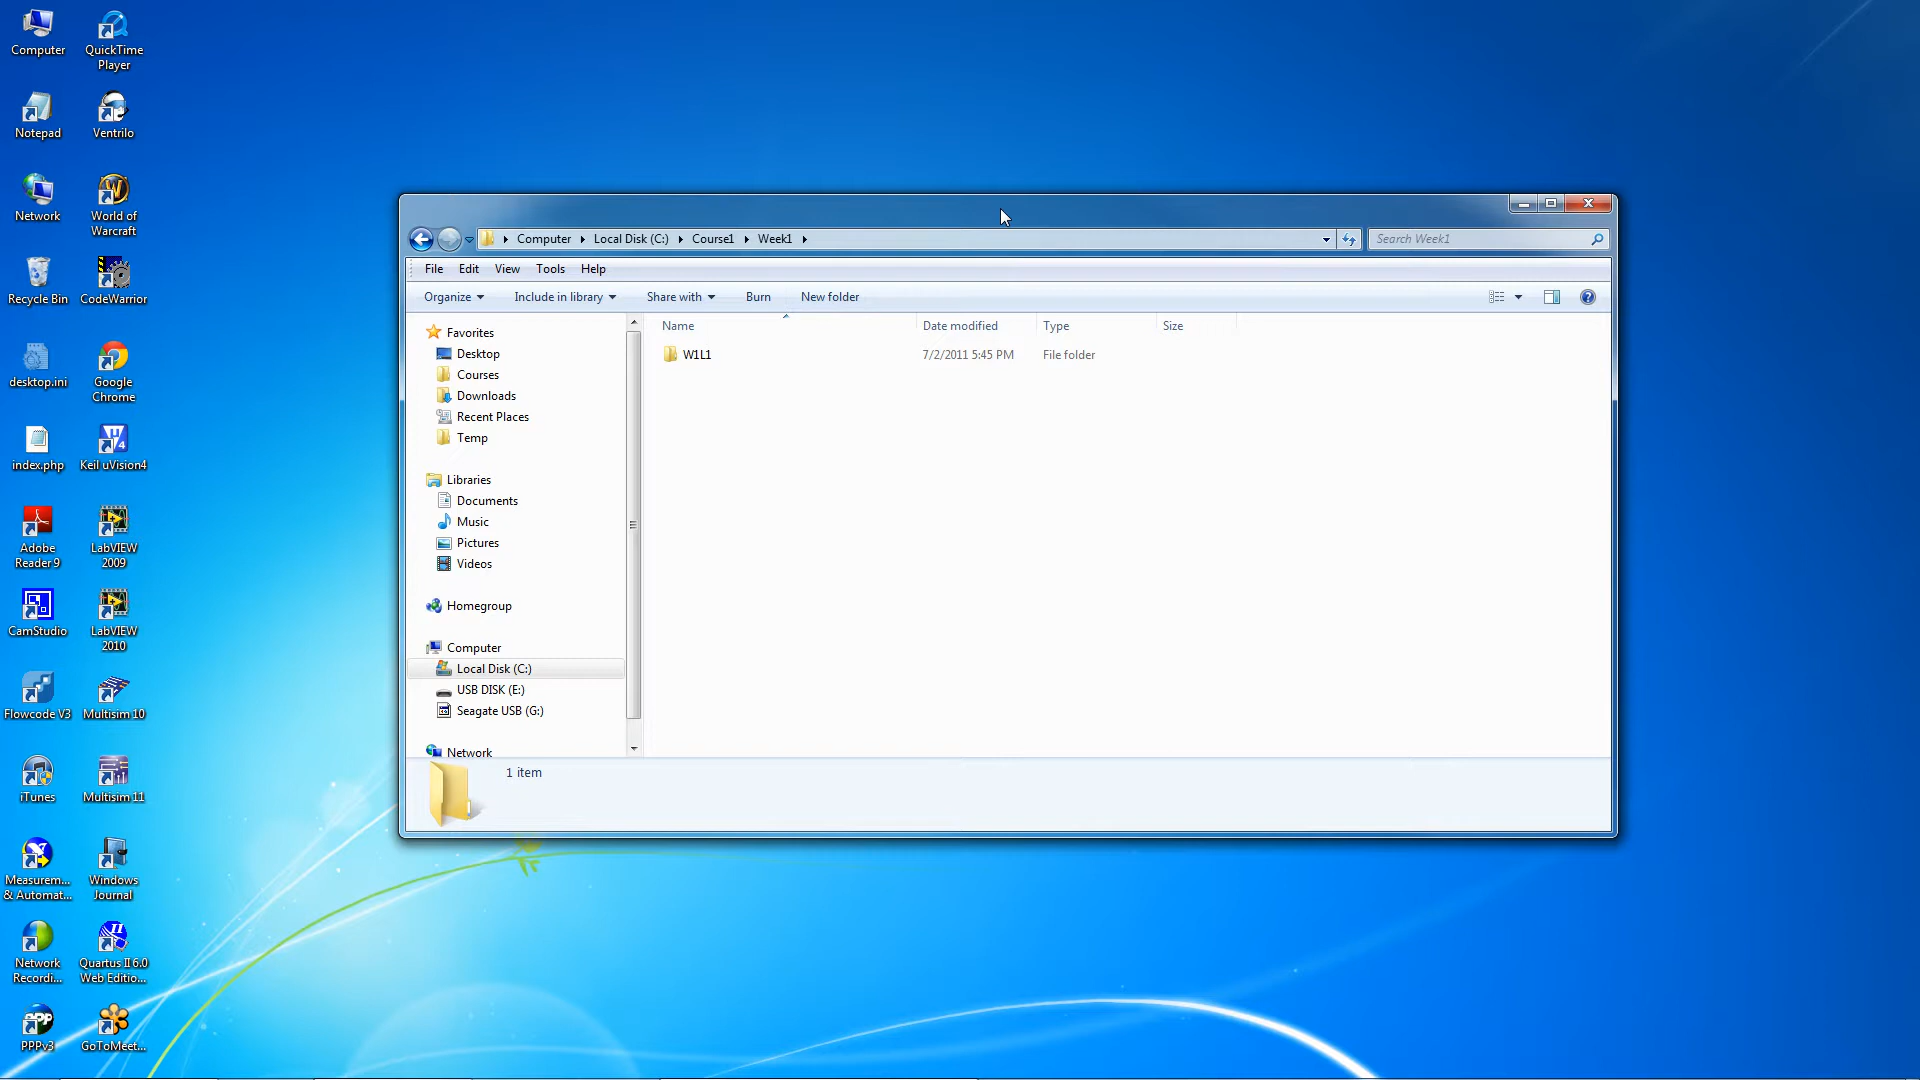 Computer
QuickTime
Player
Notepad
Ventrilo
Network
World of
Warcraft
Recycle Bin
CodeWarrior
desktop.ini
Google
Chrome
index.php
Keil uVision4
Adobe
Reader 9
LabVIEW
2009
CamStudio
LabVIEW
2010
Flowcode V3
Multisim 10
iTunes
Multisim 11
Measurem...
& Automat...
Windows
Journal
Network
Recordi...
Quartus II 6.0
Web Editio...
PPPv3
GoToMeet...
Computer Local Disk (C:) Course1 Week1
Search Week1
File Edit View Tools Help
Organize Include in library Share with Burn New folder
Favorites
Desktop
Courses
Downloads
Recent Places
Temp
Libraries
Documents
Music
Pictures
Videos
Homegroup
Computer
Local Disk (C:)
USB DISK (E:)
Seagate USB (G:)
Network
Name Date modified Type Size
W1L1 7/2/2011 5:45 PM File folder
1 item